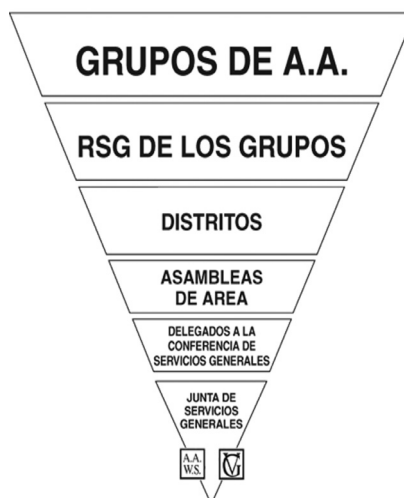 GRUPOS DE A.A.
RSG DE LOS GRUPOS
DISTRITOS
ASAMBLEAS
DE AREA
DELEGADOS A LA
CONFERENCIA DE
SERVICIOS GENERALES
JUNTA DE
SERVICIOS
GENERALES
A.A.
W.S.
GV